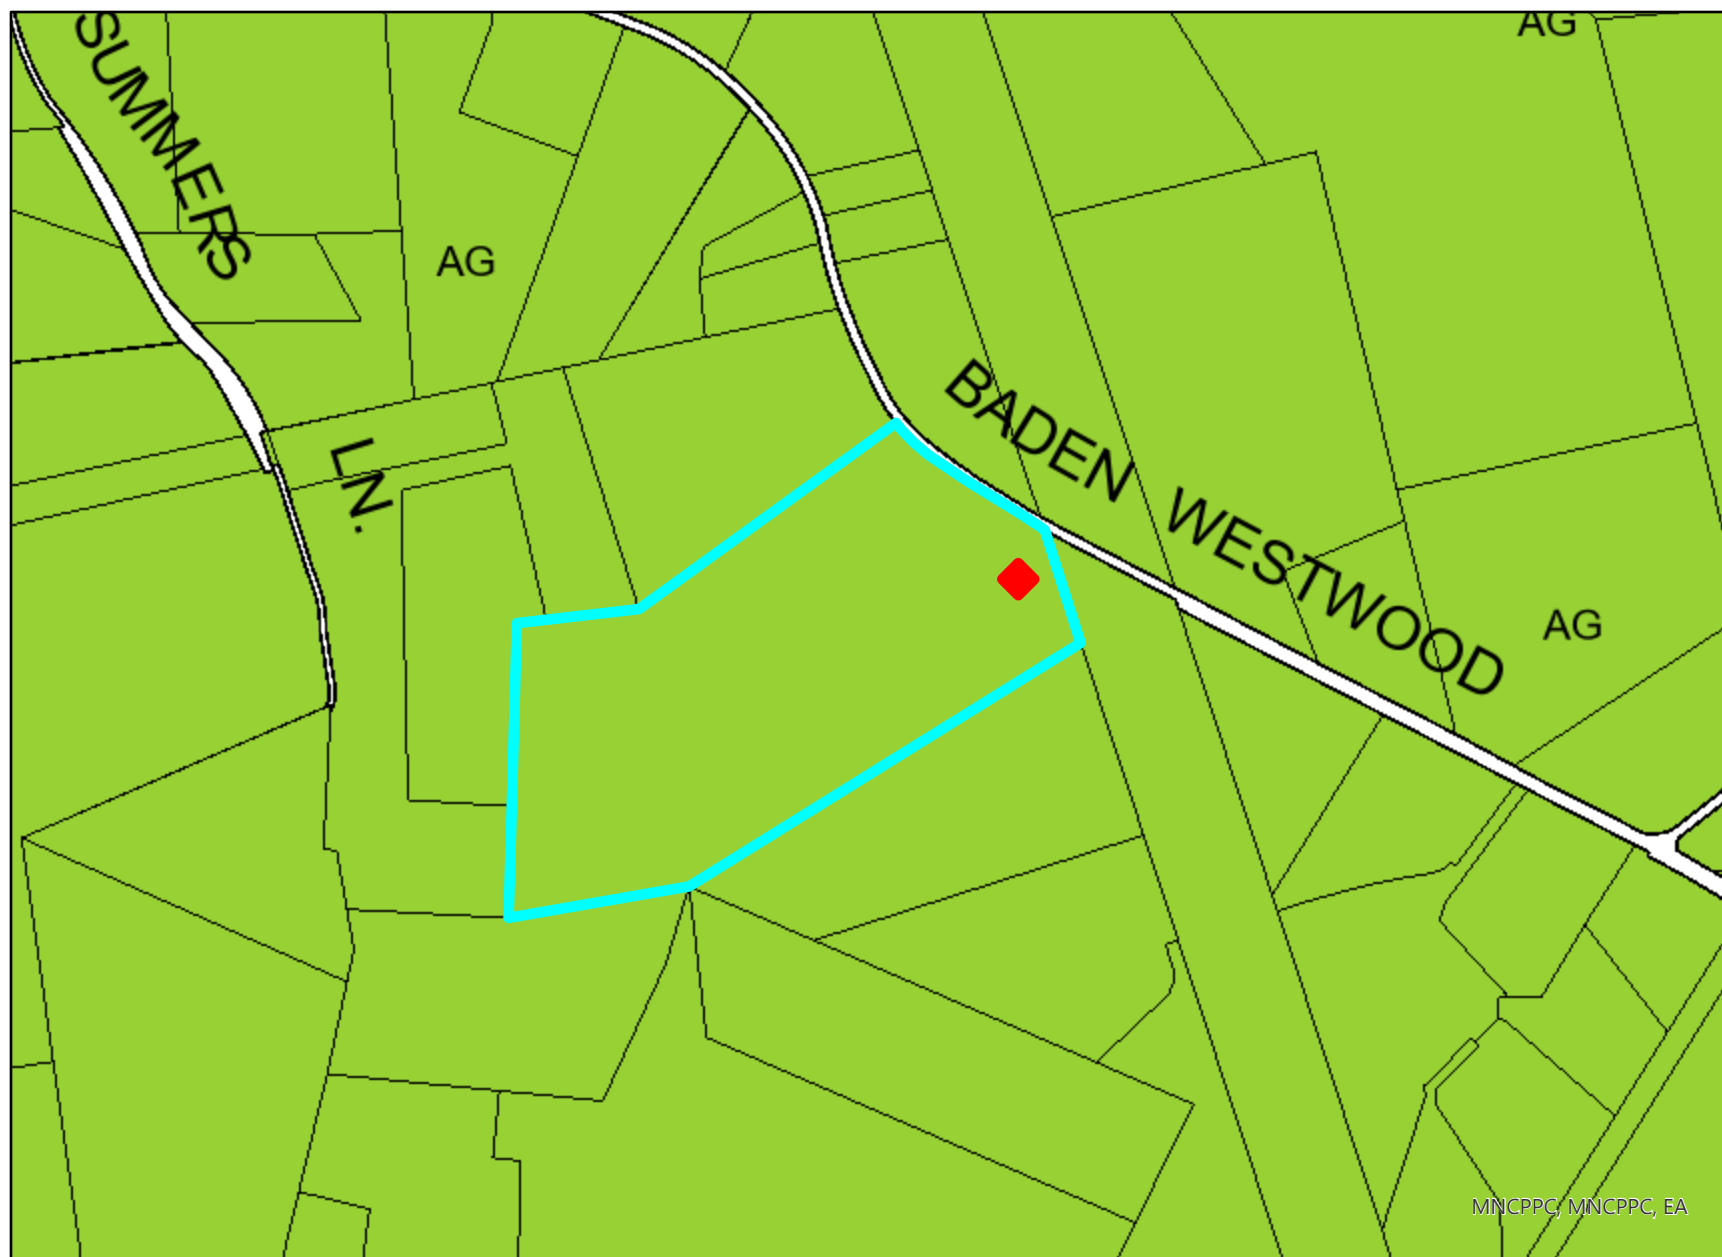 AG
SUMMERS
AG
BADEN WESTWOOD
LN.
AG
MNCPPC, MNCPPC, EA